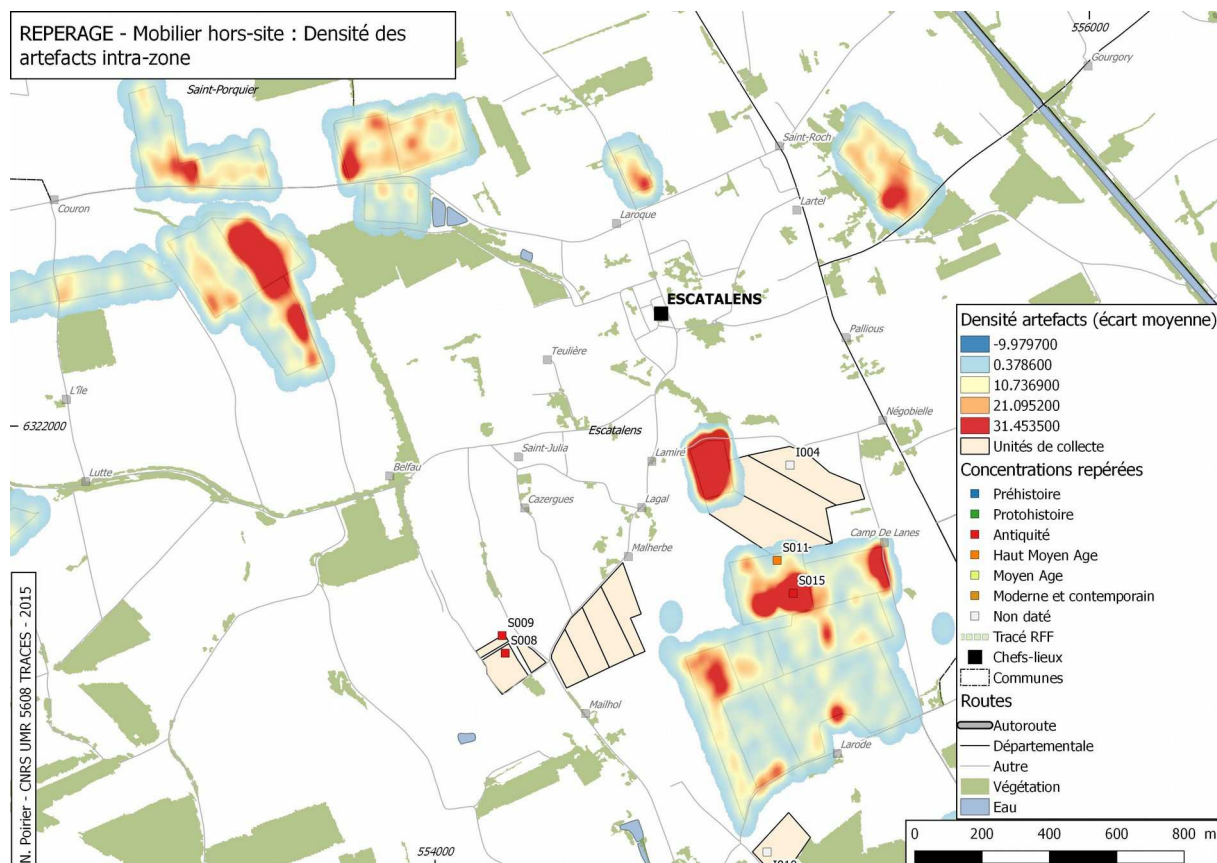 REPERAGE - Mobilier hors-site : Densité des
artefacts intra-zone
556000
Gourgory
Saint-Porquier
Saint-Roch
Couron
Laroque
Lartel
ESCATALENS
Pallious
Teulière
L'île
Négobielle
6322000
Escatalens
Saint-Julia
Lamire
I004
Lutte
Belfau
Cazergues
Lagal
Camp De Lanes
Malherbe
S011
S015
S009
S008
Mailhol
Larode
554000
Densité artefacts (écart moyenne)
-9.979700
0.378600
10.736900
21.095200
31.453500
Unités de collecte
Concentrations repérées
Préhistoire
Protohistoire
Antiquité
Haut Moyen Age
Moyen Age
Moderne et contemporain
Non daté
Tracé RFF
Chefs-lieux
Communes
Routes
Autoroute
Départementale
Autre
Végétation
Eau
0 200 400 600 800 m
N. Poirier - CNRS UMR 5608 TRACES - 2015